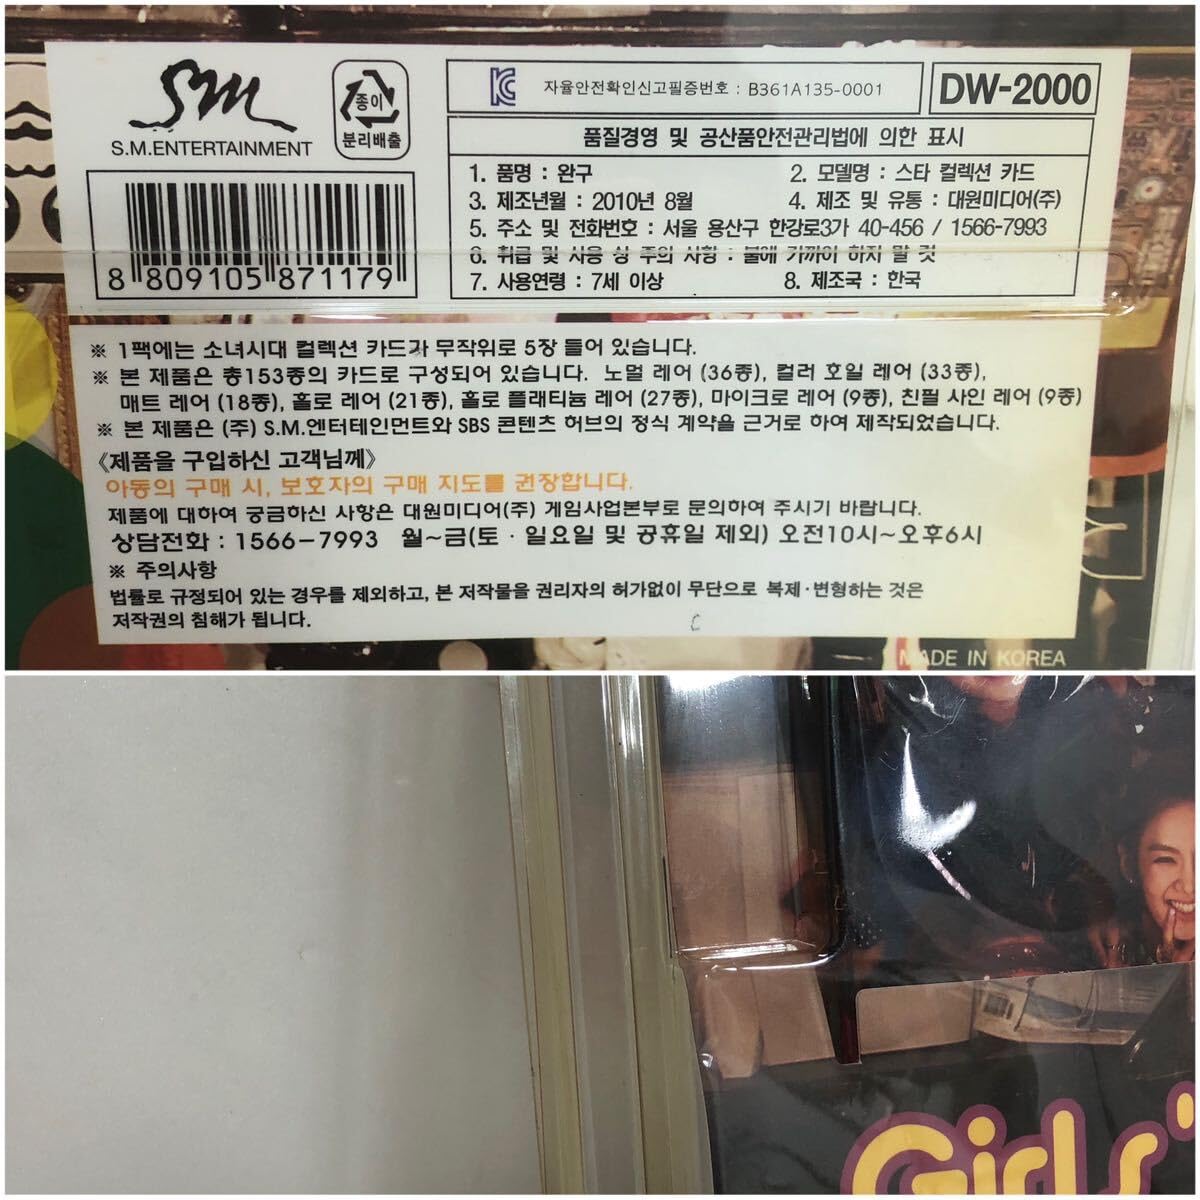 SM
S.M.ENTERTAINMENT
종이
분리배출
8 809105 871179
KC 자율안전확인신고필증번호 : B361A135-0001
DW-2000
품질경영 및 공산품안전관리법에 의한 표시
1. 품명 : 완구 2. 모델명 : 스타 컬렉션 카드
3. 제조년월 : 2010년 8월 4. 제조 및 유통 : 대원미디어(주)
5. 주소 및 전화번호 : 서울 용산구 한강로3가 40-456 / 1566-7993
6. 취급 및 사용 상 주의 사항 : 불에 가까이 하지 말 것
7. 사용연령 : 7세 이상 8. 제조국 : 한국
※ 1팩에는 소녀시대 컬렉션 카드가 무작위로 5장 들어 있습니다.
※ 본 제품은 총153종의 카드로 구성되어 있습니다. 노멀 레어 (36종), 컬러 호일 레어 (33종),
매트 레어 (18종), 홀로 레어 (21종), 홀로 플래티늄 레어 (27종), 마이크로 레어 (9종), 친필 사인 레어 (9종)
※ 본 제품은 (주) S.M.엔터테인먼트와 SBS 콘텐츠 허브의 정식 계약을 근거로 하여 제작되었습니다.
《제품을 구입하신 고객님께》
아동의 구매 시, 보호자의 구매 지도를 권장합니다.
제품에 대하여 궁금하신 사항은 대원미디어(주) 게임사업본부로 문의하여 주시기 바랍니다.
상담전화 : 1566-7993 월~금(토 · 일요일 및 공휴일 제외) 오전10시~오후6시
※ 주의사항
법률로 규정되어 있는 경우를 제외하고, 본 저작물을 권리자의 허가없이 무단으로 복제·변형하는 것은
저작권의 침해가 됩니다.
MADE IN KOREA
Girls'